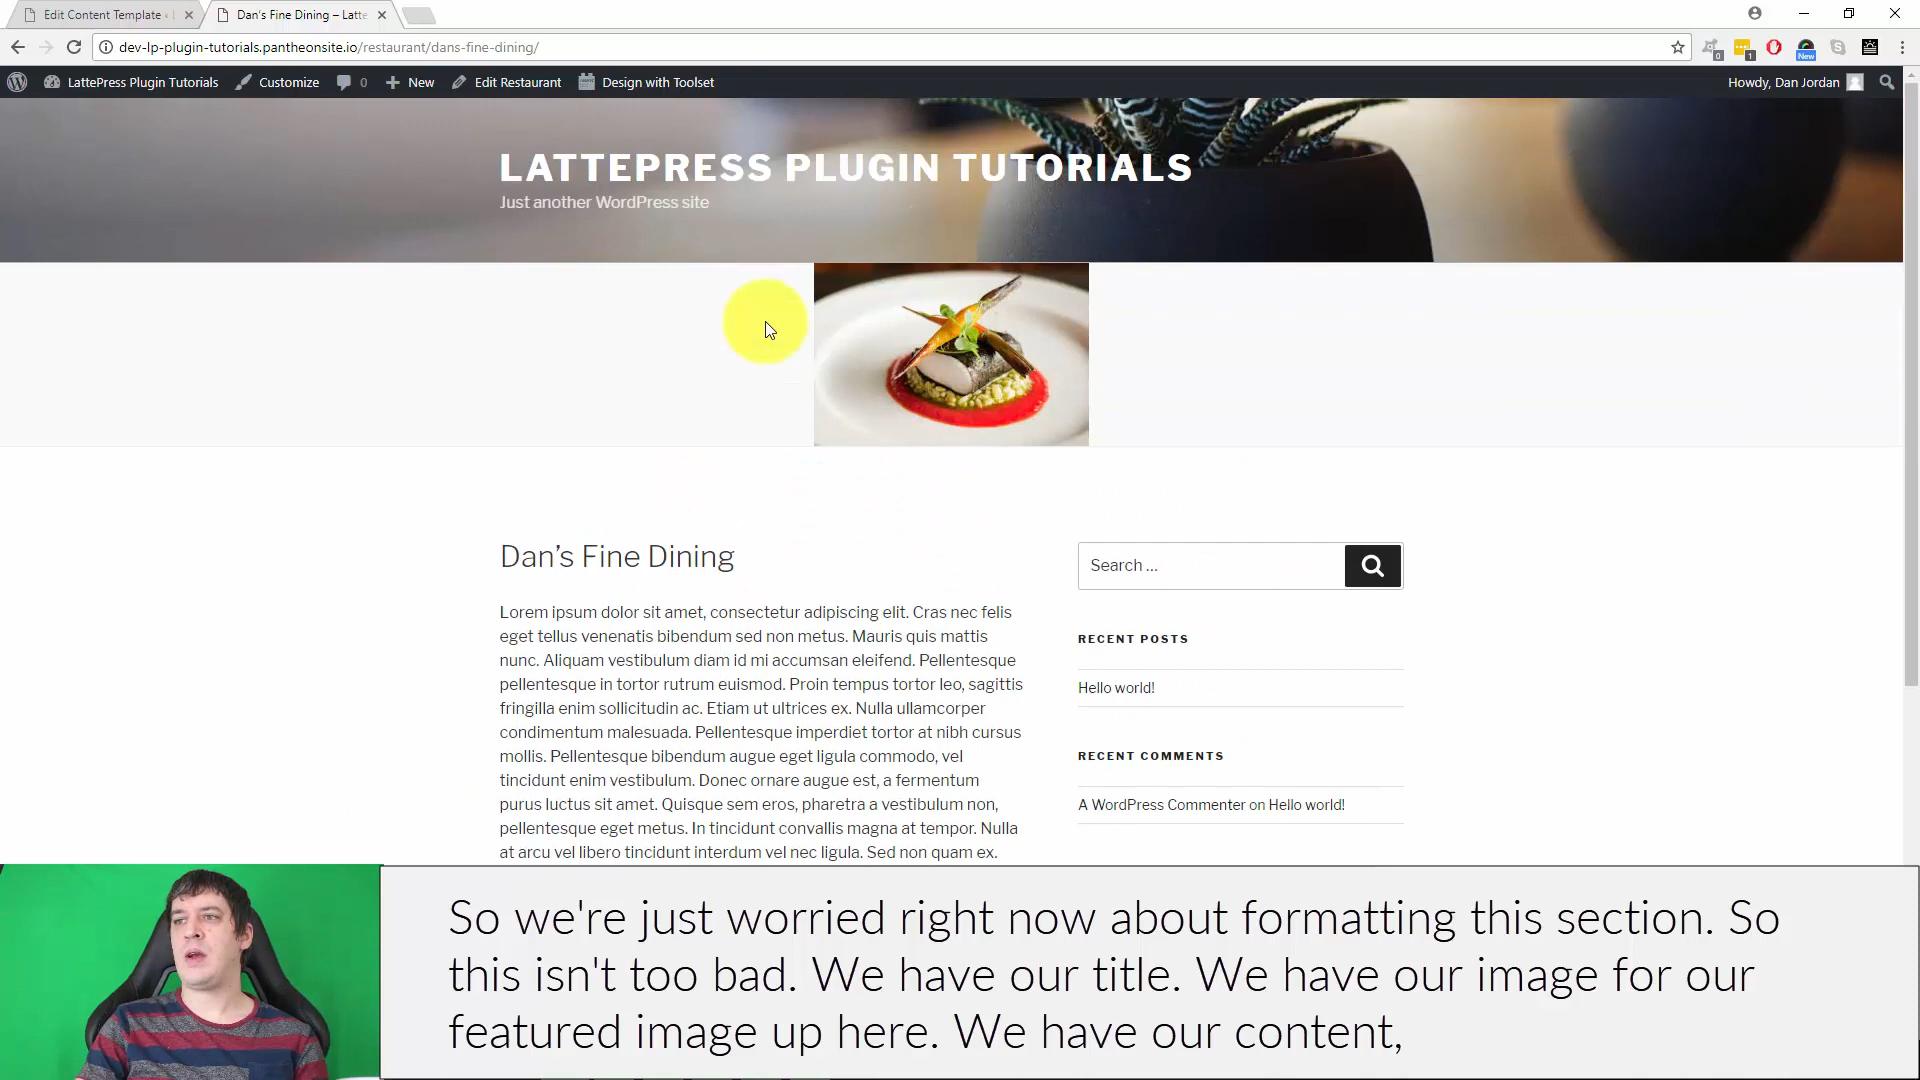 Edit Content Template ‹
Dan's Fine Dining – Latte
dev-lp-plugin-tutorials.pantheonsite.io/restaurant/dans-fine-dining/
0
1
New
LattePress Plugin Tutorials
Customize
0
New
Edit Restaurant
Design with Toolset
Howdy, Dan Jordan
LATTEPRESS PLUGIN TUTORIALS
Just another WordPress site
Dan’s Fine Dining
Lorem ipsum dolor sit amet, consectetur adipiscing elit. Cras nec felis
eget tellus venenatis bibendum sed non metus. Mauris quis mattis
nunc. Aliquam vestibulum diam id mi accumsan eleifend. Pellentesque
pellentesque in tortor rutrum euismod. Proin tempus tortor leo, sagittis
fringilla enim sollicitudin ac. Etiam ut ultrices ex. Nulla ullamcorper
condimentum malesuada. Pellentesque imperdiet tortor at nibh cursus
mollis. Pellentesque bibendum augue eget ligula commodo, vel
tincidunt enim vestibulum. Donec ornare augue est, a fermentum
purus luctus sit amet. Quisque sem eros, pharetra a vestibulum non,
pellentesque eget metus. In tincidunt convallis magna at tempor. Nulla
at arcu vel libero tincidunt interdum vel nec ligula. Sed non quam ex.
Search …
RECENT POSTS
Hello world!
RECENT COMMENTS
A WordPress Commenter on Hello world!
So we're just worried right now about formatting this section. So
this isn't too bad. We have our title. We have our image for our
featured image up here. We have our content,